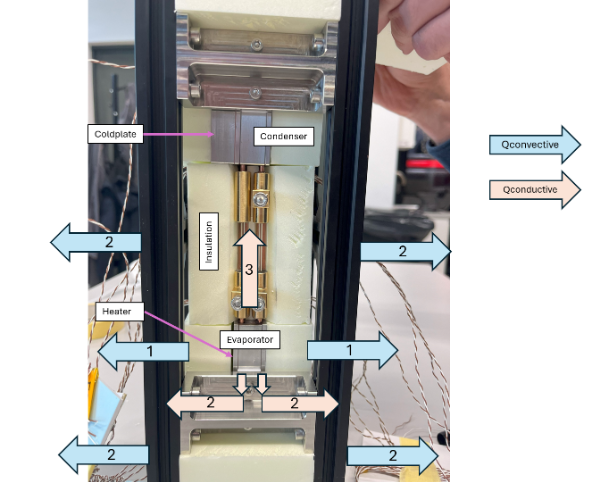 Coldplate
Condenser
Qconvective
Qconductive
Insulation
2
2
3
Heater
Evaporator
1
1
2
2
2
2